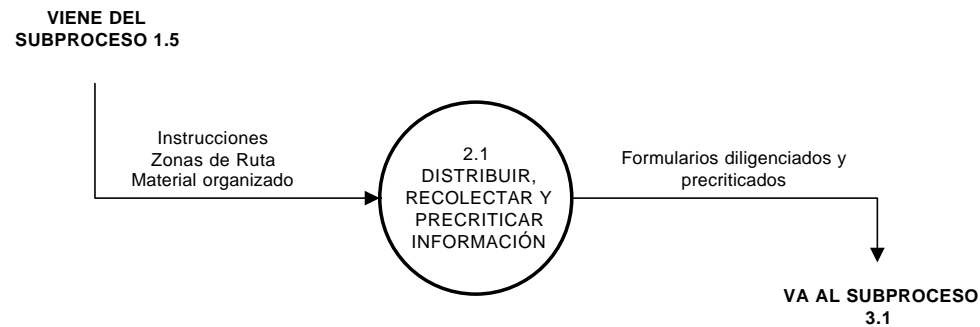 VIENE DEL
SUBPROCESO 1.5
Instrucciones
Zonas de Ruta
Material organizado
2.1
DISTRIBUIR,
RECOLECTAR Y
PRECRITICAR
INFORMACIÓN
Formularios diligenciados y
precriticados
VA AL SUBPROCESO
3.1